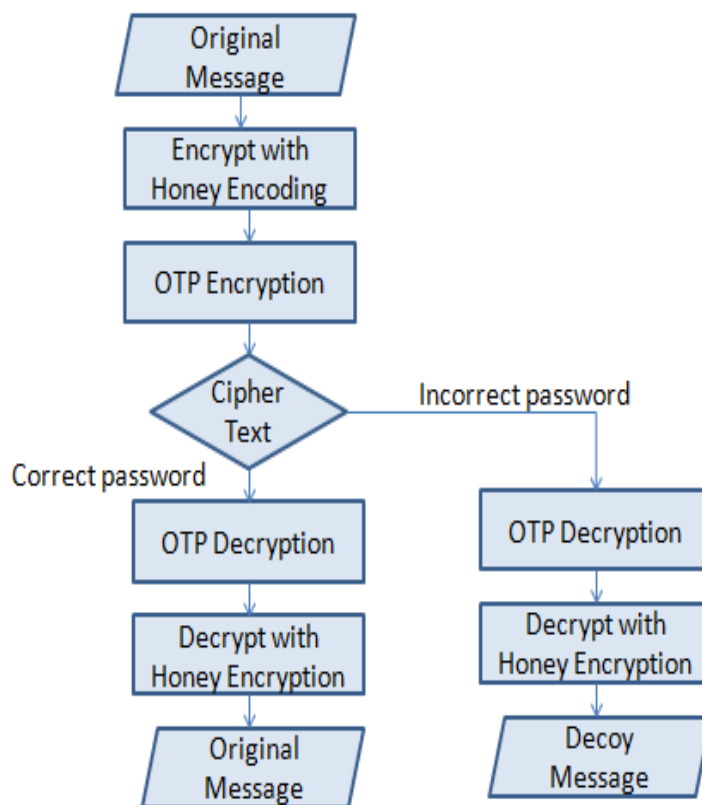 Original
Message
Encrypt with
Honey Encoding
OTP Encryption
Cipher
Text
Incorrect password
Correct password
OTP Decryption
Decrypt with
Honey Encryption
Original
Message
OTP Decryption
Decrypt with
Honey Encryption
Decoy
Message